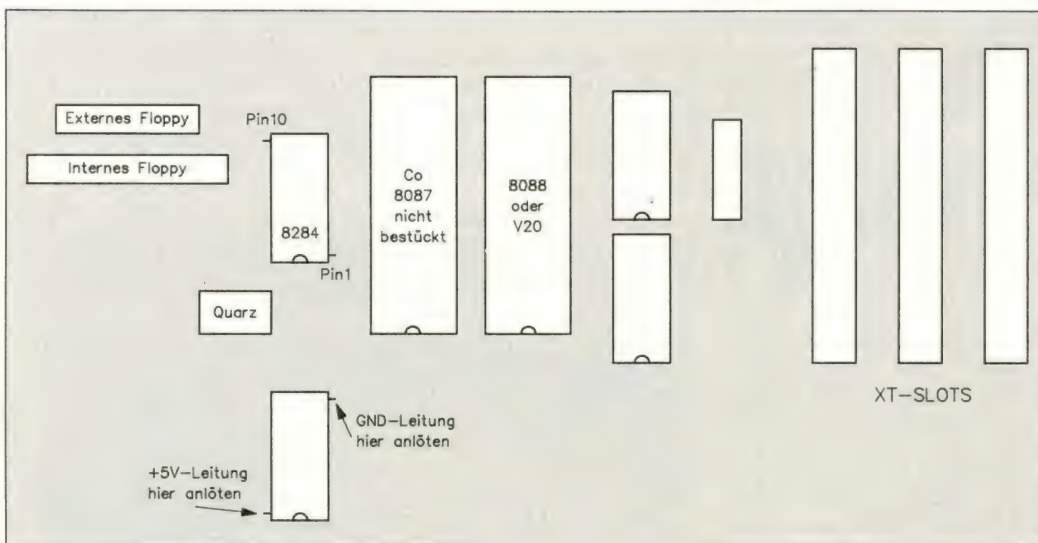 Externes Floppy
Internes Floppy
Pin10
8284
Pin1
Quarz
Co
8087
nicht
bestückt
8088
oder
V20
XT-SLOTS
GND-Leitung
hier anlöten
+5V-Leitung
hier anlöten